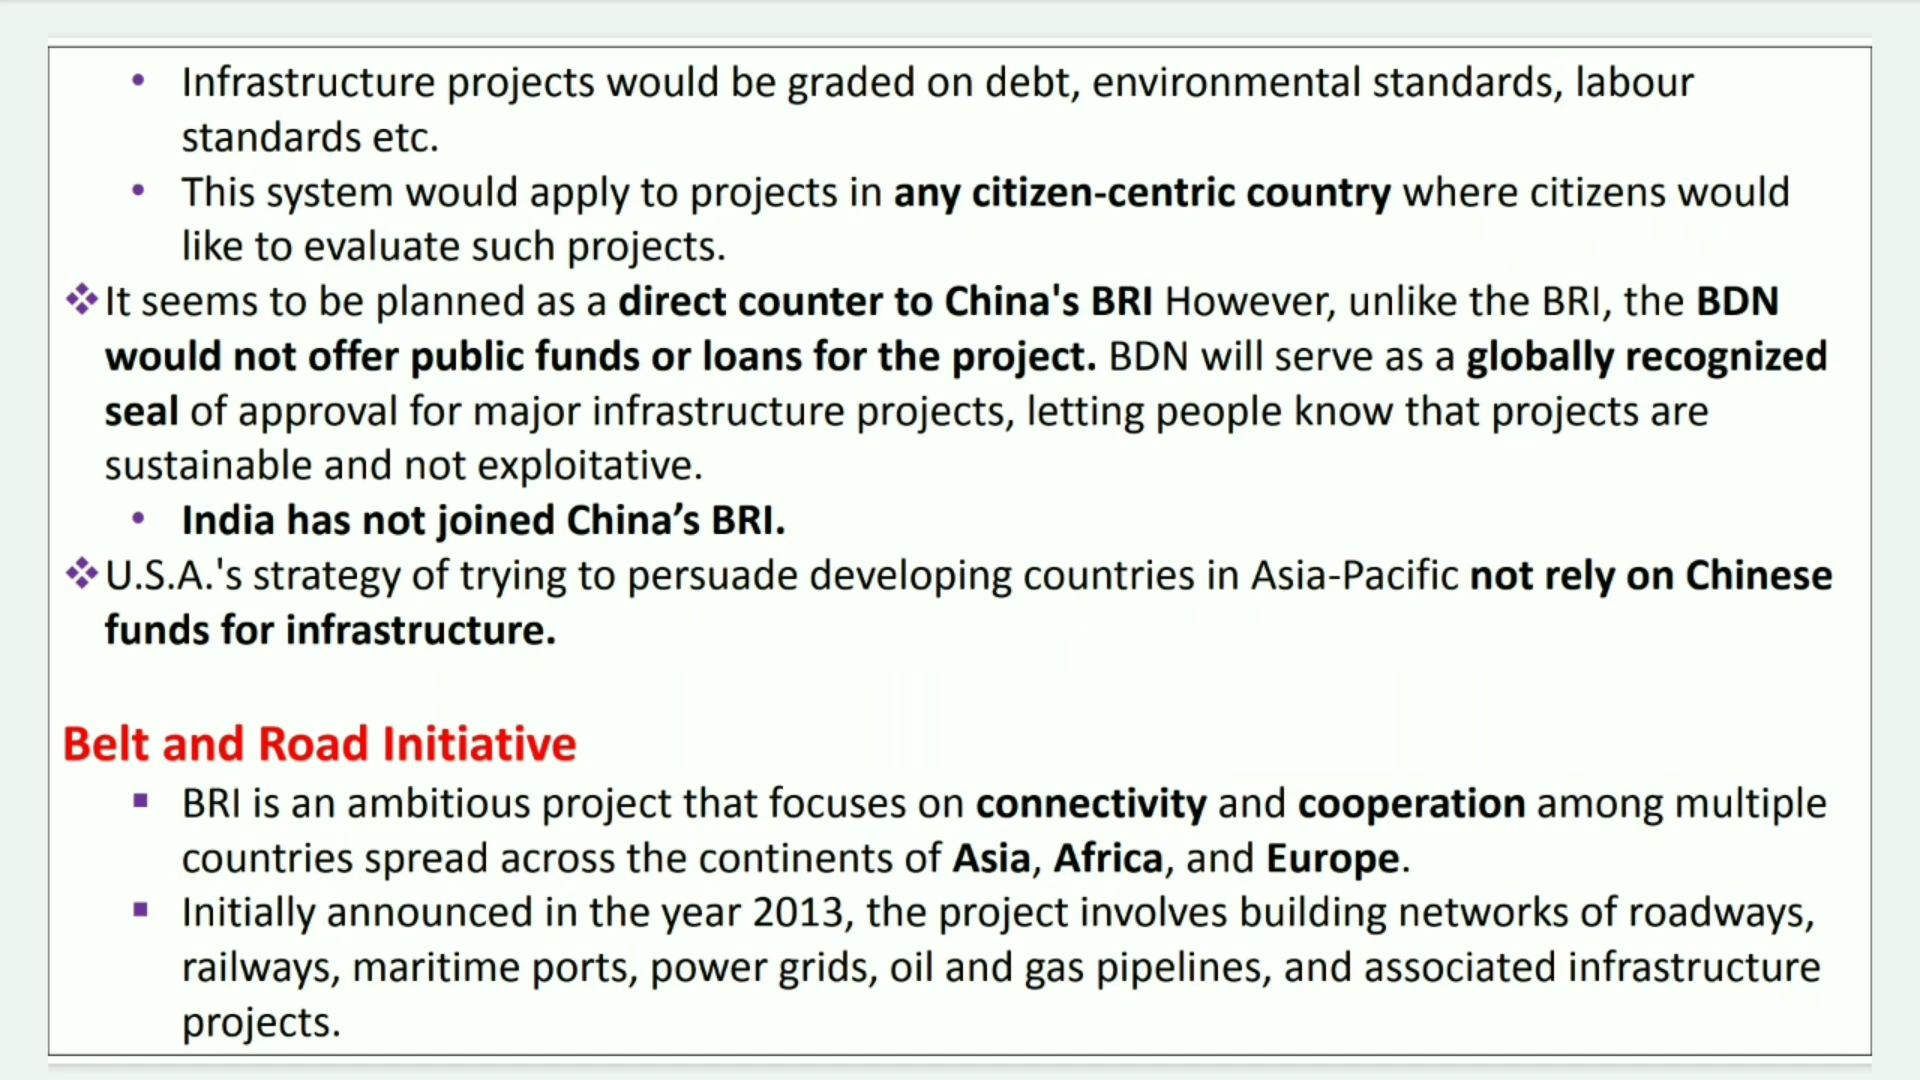 • Infrastructure projects would be graded on debt, environmental standards, labour
standards etc.
• This system would apply to projects in any citizen-centric country where citizens would
like to evaluate such projects.
❖It seems to be planned as a direct counter to China's BRI However, unlike the BRI, the BDN
would not offer public funds or loans for the project. BDN will serve as a globally recognized
seal of approval for major infrastructure projects, letting people know that projects are
sustainable and not exploitative.
• India has not joined China’s BRI.
❖U.S.A.'s strategy of trying to persuade developing countries in Asia-Pacific not rely on Chinese
funds for infrastructure.
Belt and Road Initiative
▪ BRI is an ambitious project that focuses on connectivity and cooperation among multiple
countries spread across the continents of Asia, Africa, and Europe.
▪ Initially announced in the year 2013, the project involves building networks of roadways,
railways, maritime ports, power grids, oil and gas pipelines, and associated infrastructure
projects.